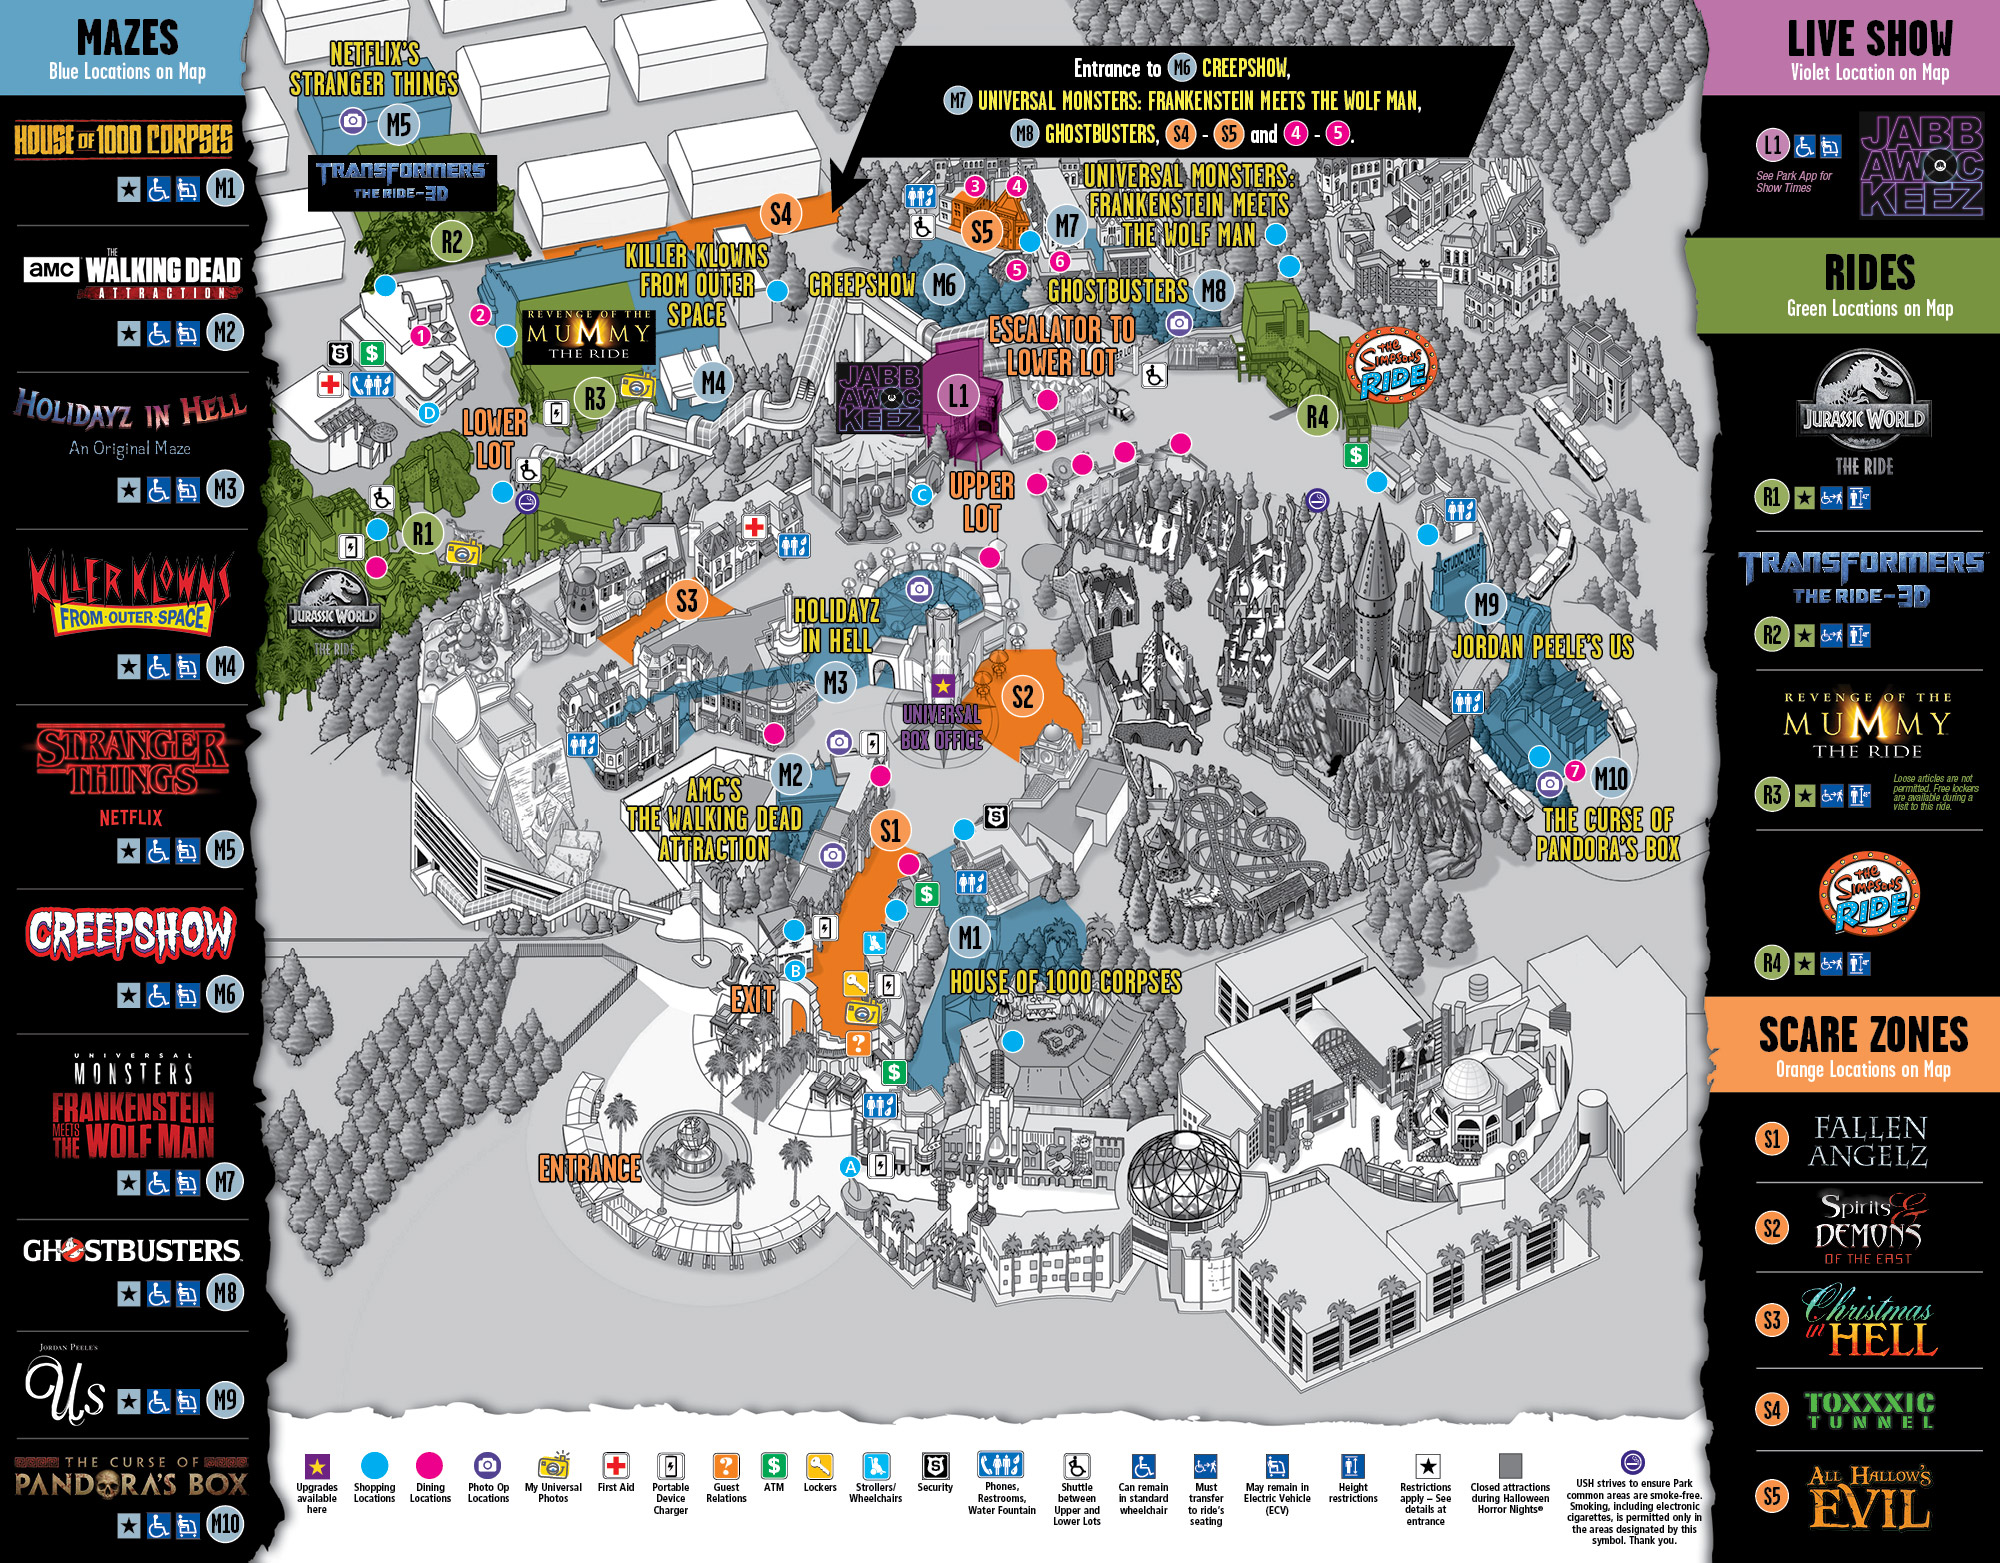 MAZES
Blue Locations on Map
HOUSE OF 1000 CORPSES
M1
AMC
THE
WALKING DEAD
ATTRACTION
M2
HOLIDAYZ IN HELL
An Original Maze
M3
KILLER KLOWNS
FROM OUTER SPACE
M4
STRANGER
THINGS
NETFLIX
M5
CREEPSHOW
M6
UNIVERSAL
MONSTERS
FRANKENSTEIN
MEETS
THE WOLF MAN
M7
GHOSTBUSTERS
M8
JORDAN PEELE'S
Us
M9
THE CURSE OF
PANDORA'S BOX
M10
NETFLIX'S
STRANGER THINGS
M5
TRANSFORMERS
THE RIDE-3D
R2
Entrance to M6 CREEPSHOW,
M7 UNIVERSAL MONSTERS: FRANKENSTEIN MEETS THE WOLF MAN,
M8 GHOSTBUSTERS, S4 - S5 and 4 - 5.
S4
KILLER KLOWNS
FROM OUTER
SPACE
3
4
S5
M7
5
6
UNIVERSAL MONSTERS:
FRANKENSTEIN MEETS
THE WOLF MAN
CREEPSHOW M6
GHOSTBUSTERS M8
2
1
REVENGE OF THE
MUMMY
THE RIDE
R3
M4
ESCALATOR TO
LOWER LOT
JABB
AWOC
KEEZ
L1
THE
SIMPSONS
RIDE
R4
$
$
D
LOWER
LOT
UPPER
LOT
C
R1
JURASSIC WORLD
THE RIDE
S3
HOLIDAYZ
IN HELL
M3
UNIVERSAL
BOX OFFICE
S2
STUDIO TOUR
M9
JORDAN PEELE'S US
7
M10
THE CURSE OF
PANDORA'S BOX
M2
AMC'S
THE WALKING DEAD
ATTRACTION
S1
S
$
M1
HOUSE OF 1000 CORPSES
B
EXIT
?
$
ENTRANCE
A
LIVE SHOW
Violet Location on Map
L1
See Park App for
Show Times
JABB
AWOC
KEEZ
RIDES
Green Locations on Map
JURASSIC WORLD
THE RIDE
R1
TRANSFORMERS
THE RIDE-3D
R2
REVENGE OF THE
MUMMY
THE RIDE
R3
Loose articles are not
permitted. Free lockers
are available during a
visit to this ride.
THE
SIMPSONS
RIDE
R4
SCARE ZONES
Orange Locations on Map
S1
FALLEN
ANGELZ
S2
Spirits &
DEMONS
OF THE EAST
S3
Christmas
in HELL
S4
TOXXXIC
TUNNEL
S5
ALL HALLOW'S
EVIL
Upgrades
available
here
Shopping
Locations
Dining
Locations
Photo Op
Locations
My Universal
Photos
First Aid
Portable
Device
Charger
Guest
Relations
ATM
Lockers
Strollers/
Wheelchairs
Security
Phones,
Restrooms,
Water Fountain
Shuttle
between
Upper and
Lower Lots
Can remain
in standard
wheelchair
Must
transfer
to ride's
seating
May remain in
Electric Vehicle
(ECV)
Height
restrictions
Restrictions
apply – See
details at
entrance
Closed attractions
during Halloween
Horror Nights®
USH strives to ensure Park
common areas are smoke-free.
Smoking, including electronic
cigarettes, is permitted only in
the areas designated by this
symbol. Thank you.